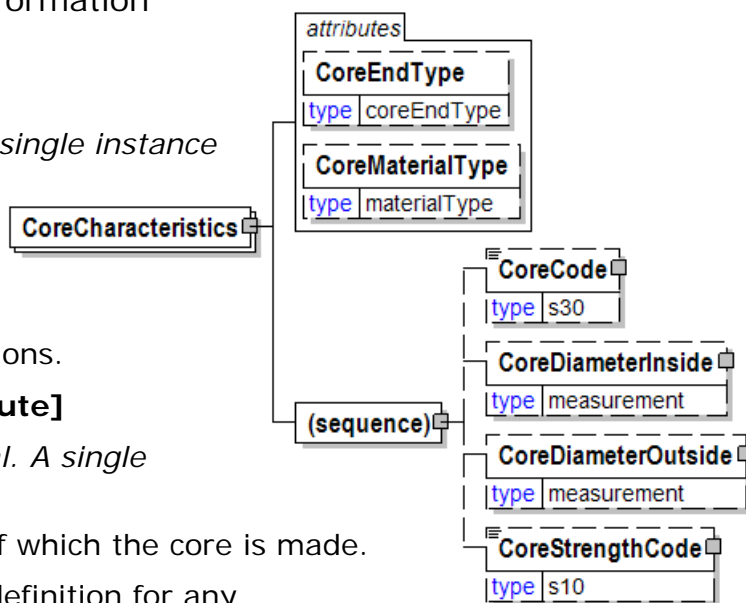 ormation
attributes
CoreEndType
type coreEndType
single instance
CoreMaterialType
type materialType
CoreCharacteristics
CoreCode
type s30
ons.
CoreDiameterInside
type measurement
ute]
(sequence)
l. A single
CoreDiameterOutside
type measurement
f which the core is made.
CoreStrengthCode
type s10
definition for any